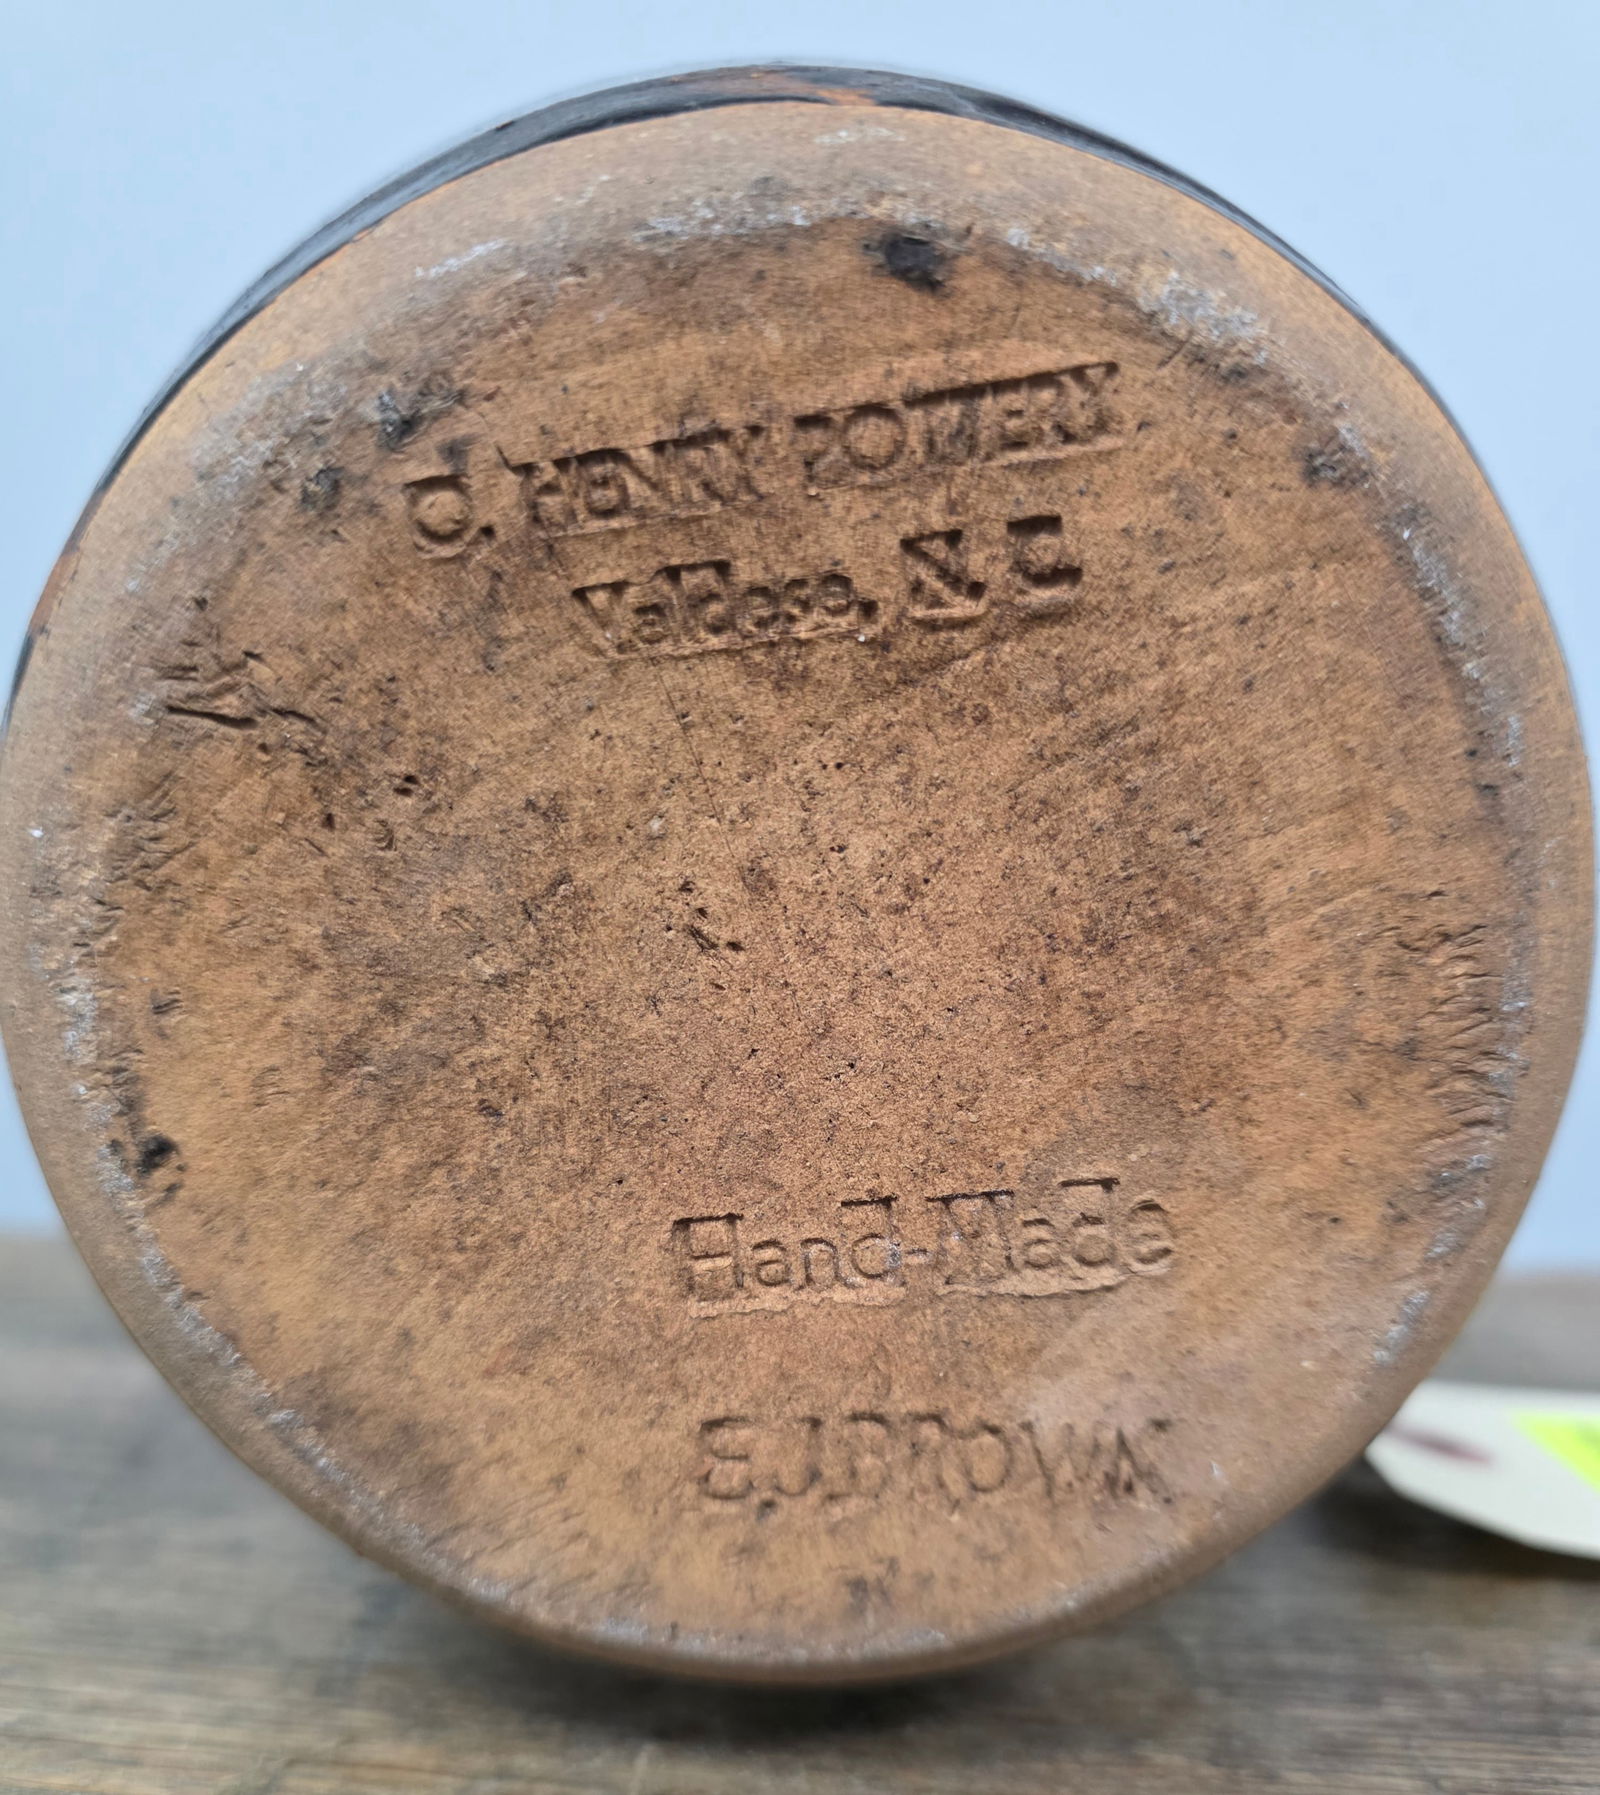 O. HENRY POTTERY
Valdese, N. C.
Hand-Made
E.J.BROWN